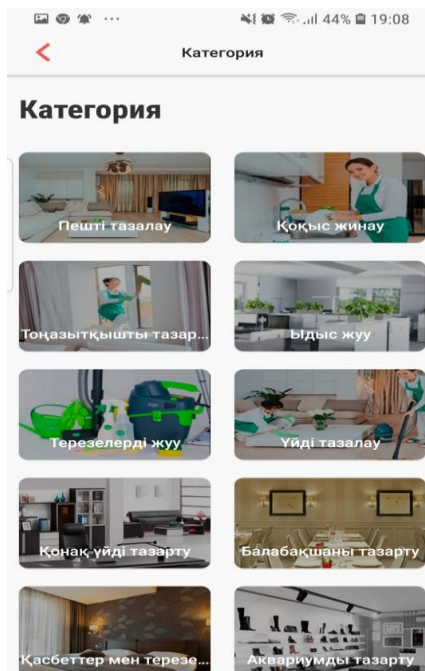 44% 19:08
Категория
Категория
Пешті тазалау
Қоқыс жинау
Тоңазытқышты тазар...
Ыдыс жуу
Терезелерді жуу
Үйді тазалау
Қонақ үйді тазарту
Балабақшаны тазарту
Қасбеттер мен терезе...
Аквариумды тазарту